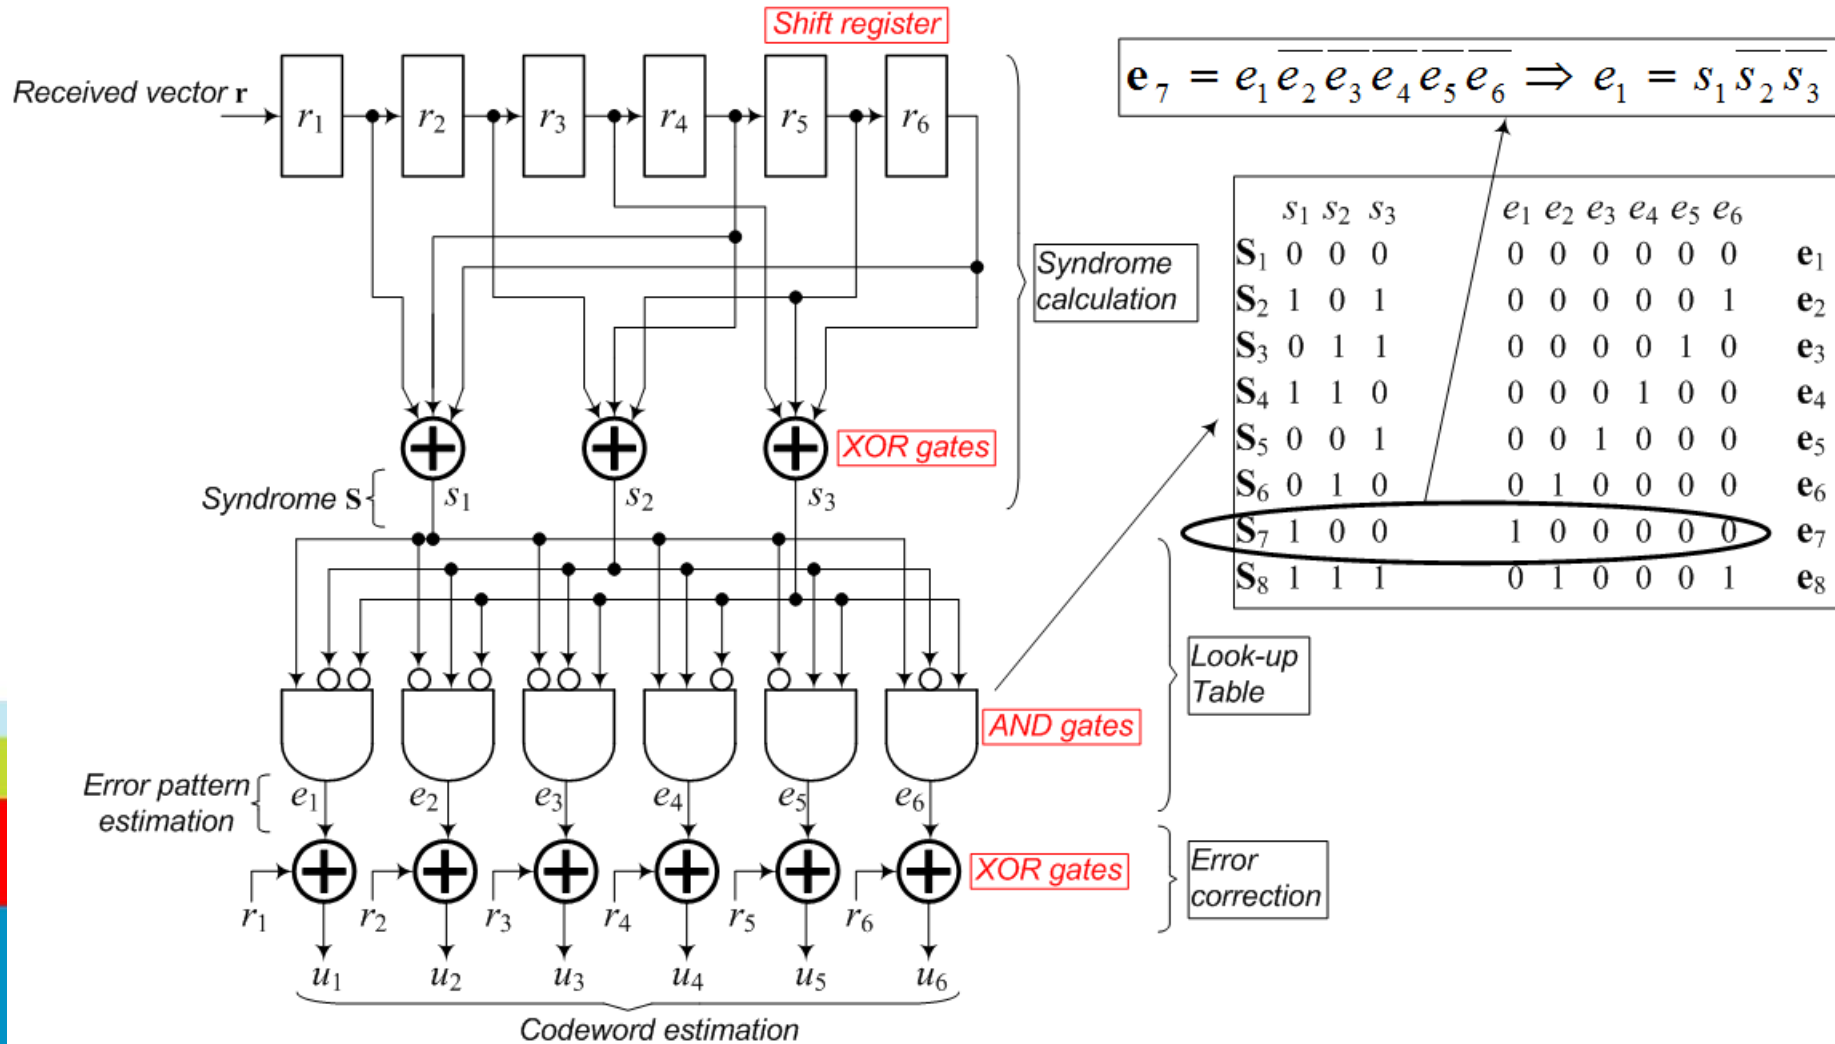 Shift register
Received vector r
r1 r2 r3 r4 r5 r6
e7 = e1 e̅2 e̅3 e̅4 e̅5 e̅6 ⇒ e1 = s1 s̅2 s̅3
s1 s2 s3 e1 e2 e3 e4 e5 e6
S1 0 0 0 0 0 0 0 0 0 e1
S2 1 0 1 0 0 0 0 0 1 e2
S3 0 1 1 0 0 0 0 1 0 e3
S4 1 1 0 0 0 0 1 0 0 e4
S5 0 0 1 0 0 1 0 0 0 e5
S6 0 1 0 0 1 0 0 0 0 e6
S7 1 0 0 1 0 0 0 0 0 e7
S8 1 1 1 0 1 0 0 0 1 e8
Syndrome
calculation
XOR gates
Syndrome S
s1 s2 s3
Look-up
Table
AND gates
Error pattern
estimation
e1 e2 e3 e4 e5 e6
XOR gates
Error
correction
r1 r2 r3 r4 r5 r6
u1 u2 u3 u4 u5 u6
Codeword estimation